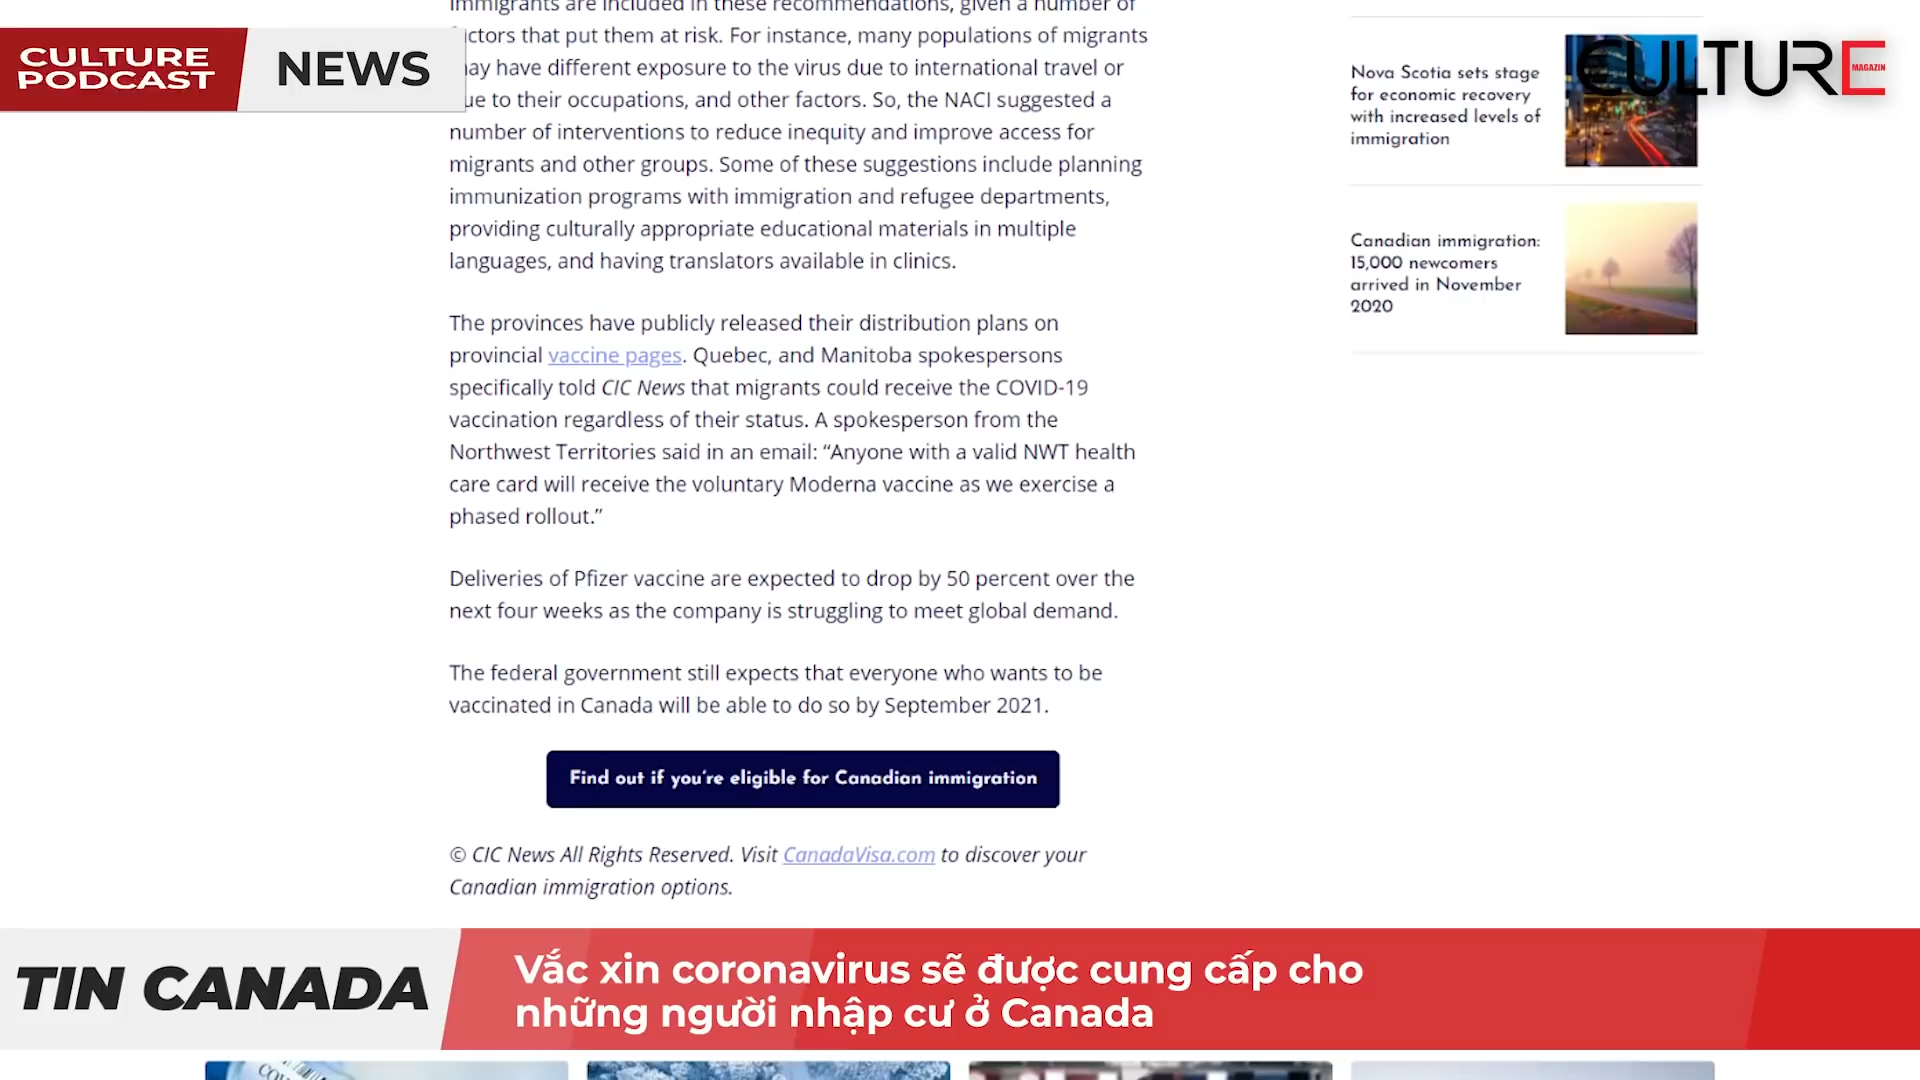 Immigrants are included in these recommendations, given a number of
factors that put them at risk. For instance, many populations of migrants
may have different exposure to the virus due to international travel or
due to their occupations, and other factors. So, the NACI suggested a
number of interventions to reduce inequity and improve access for
migrants and other groups. Some of these suggestions include planning
immunization programs with immigration and refugee departments,
providing culturally appropriate educational materials in multiple
languages, and having translators available in clinics.
The provinces have publicly released their distribution plans on
provincial vaccine pages. Quebec, and Manitoba spokespersons
specifically told CIC News that migrants could receive the COVID-19
vaccination regardless of their status. A spokesperson from the
Northwest Territories said in an email: “Anyone with a valid NWT health
care card will receive the voluntary Moderna vaccine as we exercise a
phased rollout.”
Deliveries of Pfizer vaccine are expected to drop by 50 percent over the
next four weeks as the company is struggling to meet global demand.
The federal government still expects that everyone who wants to be
vaccinated in Canada will be able to do so by September 2021.
Find out if you’re eligible for Canadian immigration
© CIC News All Rights Reserved. Visit CanadaVisa.com to discover your
Canadian immigration options.
CULTURE
PODCAST
NEWS
Nova Scotia sets stage
for economic recovery
with increased levels of
immigration
Canadian immigration:
15,000 newcomers
arrived in November
2020
CULTURE
MAGAZIN
TIN CANADA
Vắc xin coronavirus sẽ được cung cấp cho
những người nhập cư ở Canada